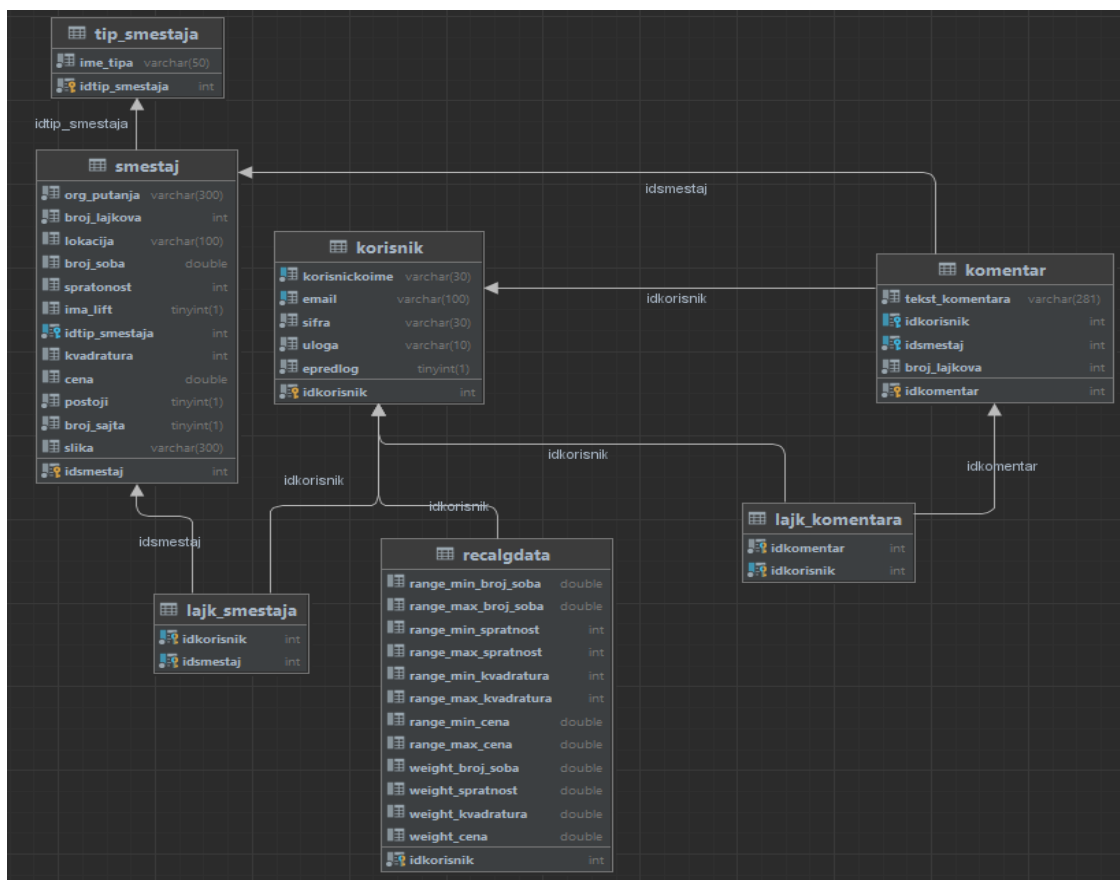 tip_smestaja
ime_tipa varchar(50)
idtip_smestaja int
idtip_smestaja
smestaj
org_putanja varchar(300)
broj_lajkova int
lokacija varchar(100)
broj_soba double
spratonost int
ima_lift tinyint(1)
idtip_smestaja int
kvadratura int
cena double
postoji tinyint(1)
broj_sajta tinyint(1)
slika varchar(300)
idsmestaj int
idsmestaj
korisnik
korisnickoime varchar(30)
email varchar(100)
sifra varchar(30)
uloga varchar(10)
epredlog tinyint(1)
idkorisnik int
idkorisnik
komentar
tekst_komentara varchar(281)
idkorisnik int
idsmestaj int
broj_lajkova int
idkomentar int
idkorisnik
idkomentar
idkorisnik
idkorisnik
idsmestaj
lajk_komentara
idkomentar int
idkorisnik int
lajk_smestaja
idkorisnik int
idsmestaj int
recalgdata
range_min_broj_soba double
range_max_broj_soba double
range_min_spratnost int
range_max_spratnost int
range_min_kvadratura int
range_max_kvadratura int
range_min_cena double
range_max_cena double
weight_broj_soba double
weight_spratnost double
weight_kvadratura double
weight_cena double
idkorisnik int